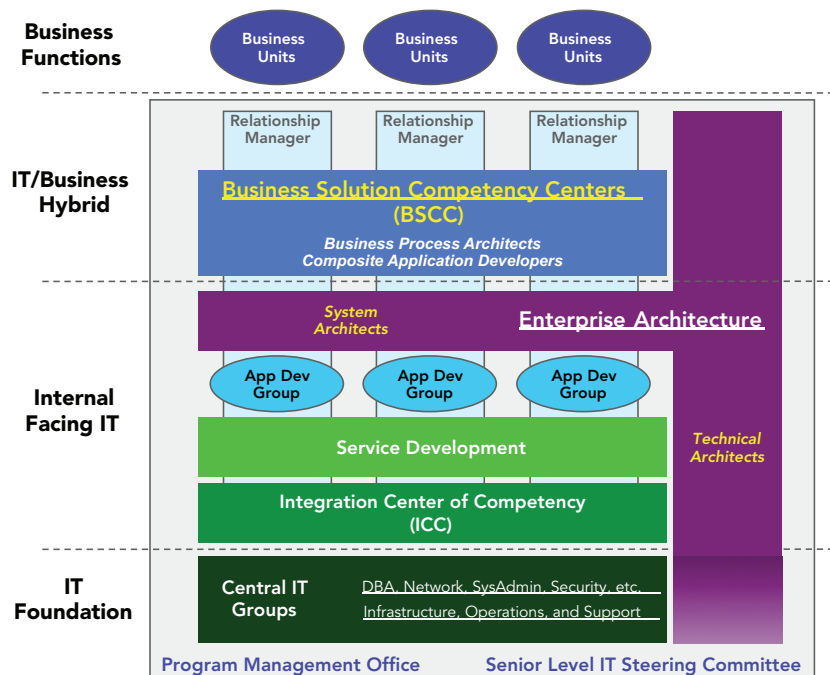 Business
Functions
Business
Units
Business
Units
Business
Units
Relationship
Manager
Relationship
Manager
Relationship
Manager
IT/Business
Hybrid
Business Solution Competency Centers
(BSCC)
Business Process Architects
Composite Application Developers
System
Architects
Enterprise Architecture
Internal
Facing IT
App Dev
Group
App Dev
Group
App Dev
Group
Service Development
Technical
Architects
Integration Center of Competency
(ICC)
IT
Foundation
Central IT
Groups
DBA, Network, SysAdmin, Security, etc.
Infrastructure, Operations, and Support
Program Management Office
Senior Level IT Steering Committee